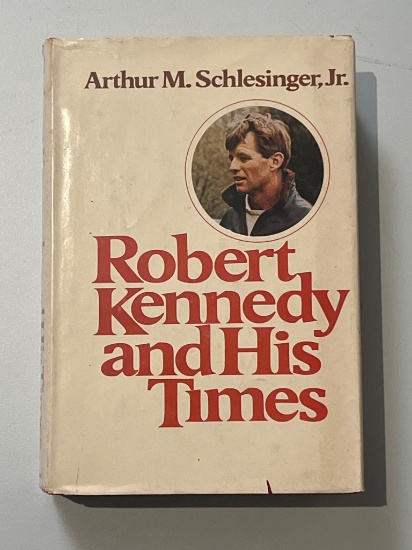 Arthur M. Schlesinger, Jr.
Robert
Kennedy
and His
Times